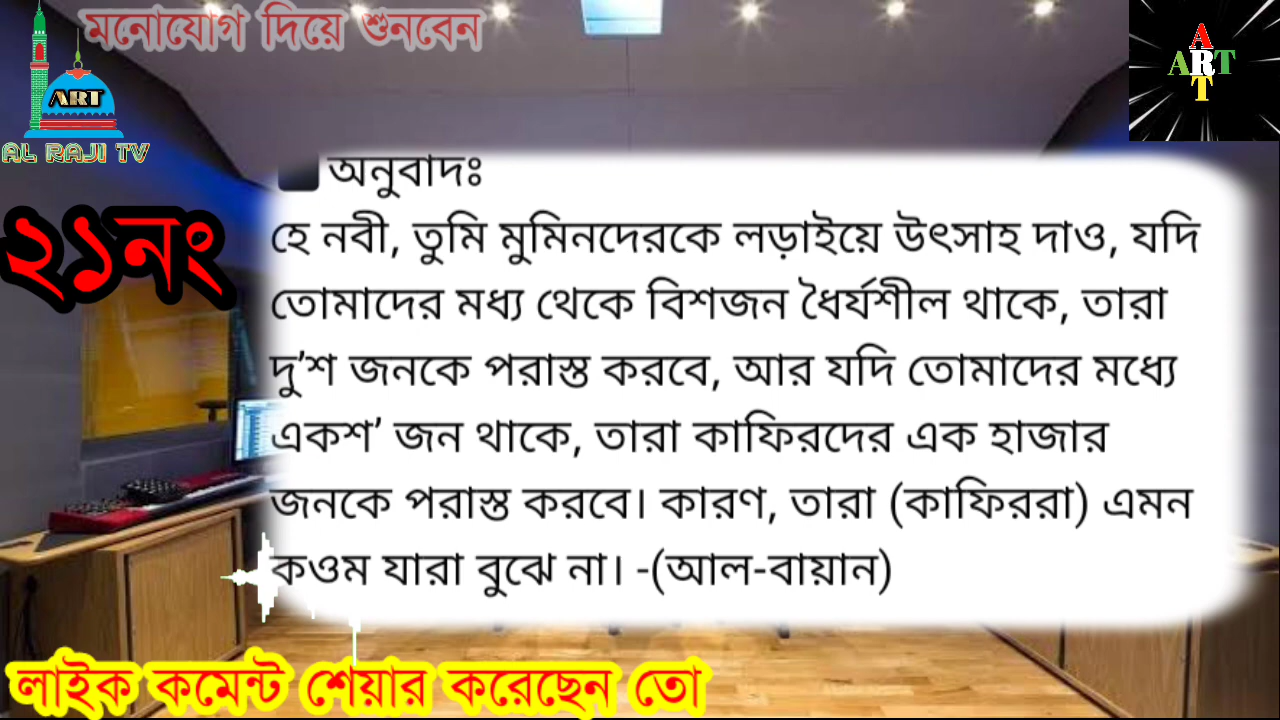 মনোযোগ দিয়ে শুনবেন
ART
AL RAJI TV
A
ART
T
২১নং
অনুবাদঃ
হে নবী, তুমি মুমিনদেরকে লড়াইয়ে উৎসাহ দাও, যদি
তোমাদের মধ্য থেকে বিশজন ধৈর্যশীল থাকে, তারা
দু’শ জনকে পরাস্ত করবে, আর যদি তোমাদের মধ্যে
একশ’ জন থাকে, তারা কাফিরদের এক হাজার
জনকে পরাস্ত করবে। কারণ, তারা (কাফিররা) এমন
কওম যারা বুঝে না। -(আল-বায়ান)
লাইক কমেন্ট শেয়ার করেছেন তো